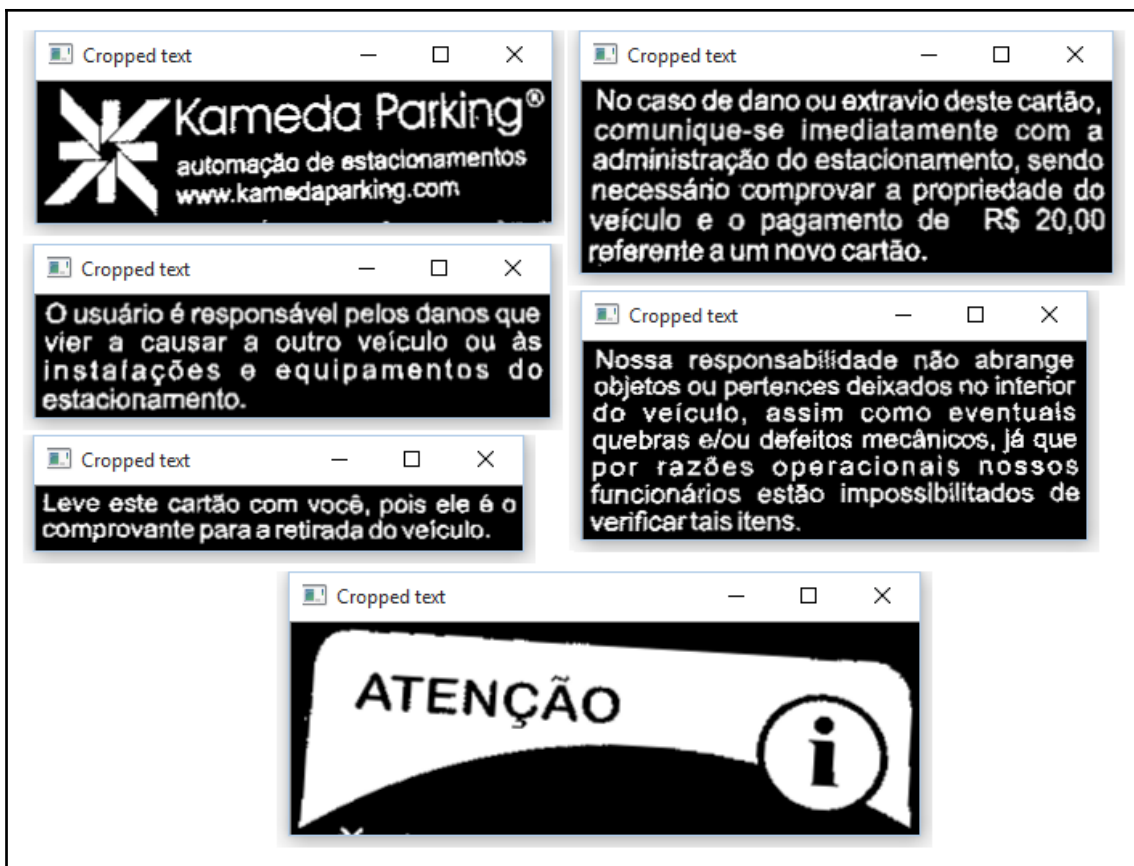 Cropped text
Kameda Parking®
automação de estacionamentos
www.kamedaparking.com
Cropped text
O usuário é responsável pelos danos que
vier a causar a outro veículo ou às
instalações e equipamentos do
estacionamento.
Cropped text
Leve este cartão com você, pois ele é o
comprovante para a retirada do veículo.
Cropped text
No caso de dano ou extravio deste cartão,
comunique-se imediatamente com a
administração do estacionamento, sendo
necessário comprovar a propriedade do
veículo e o pagamento de R$ 20,00
referente a um novo cartão.
Cropped text
Nossa responsabilidade não abrange
objetos ou pertences deixados no interior
do veículo, assim como eventuais
quebras e/ou defeitos mecânicos, já que
por razões operacionais nossos
funcionários estão impossibilitados de
verificar tais itens.
Cropped text
ATENÇÃO
i